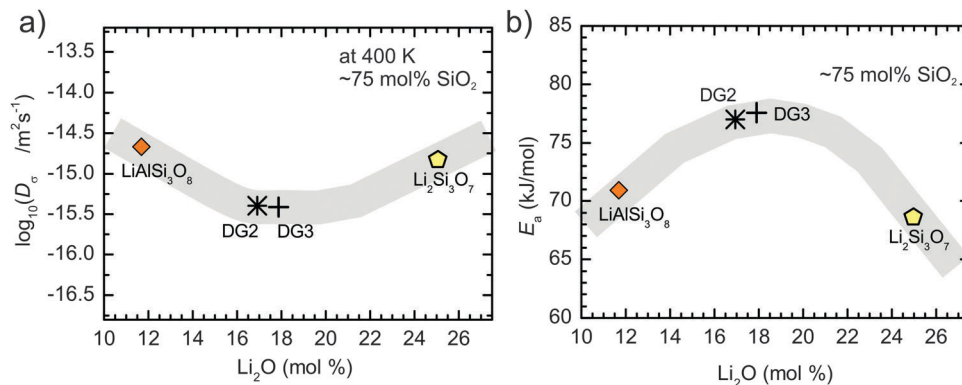 a)
-13.5
-14.0
-14.5
-15.0
-15.5
-16.0
-16.5
log₁₀(Dσ /m²s⁻¹)
at 400 K
~75 mol% SiO₂
LiAlSi₃O₈
DG2
DG3
Li₂Si₃O₇
10 12 14 16 18 20 22 24 26
Li₂O (mol %)
b)
85
80
75
70
65
60
Eₐ (kJ/mol)
~75 mol% SiO₂
DG2
DG3
LiAlSi₃O₈
Li₂Si₃O₇
10 12 14 16 18 20 22 24 26
Li₂O (mol %)